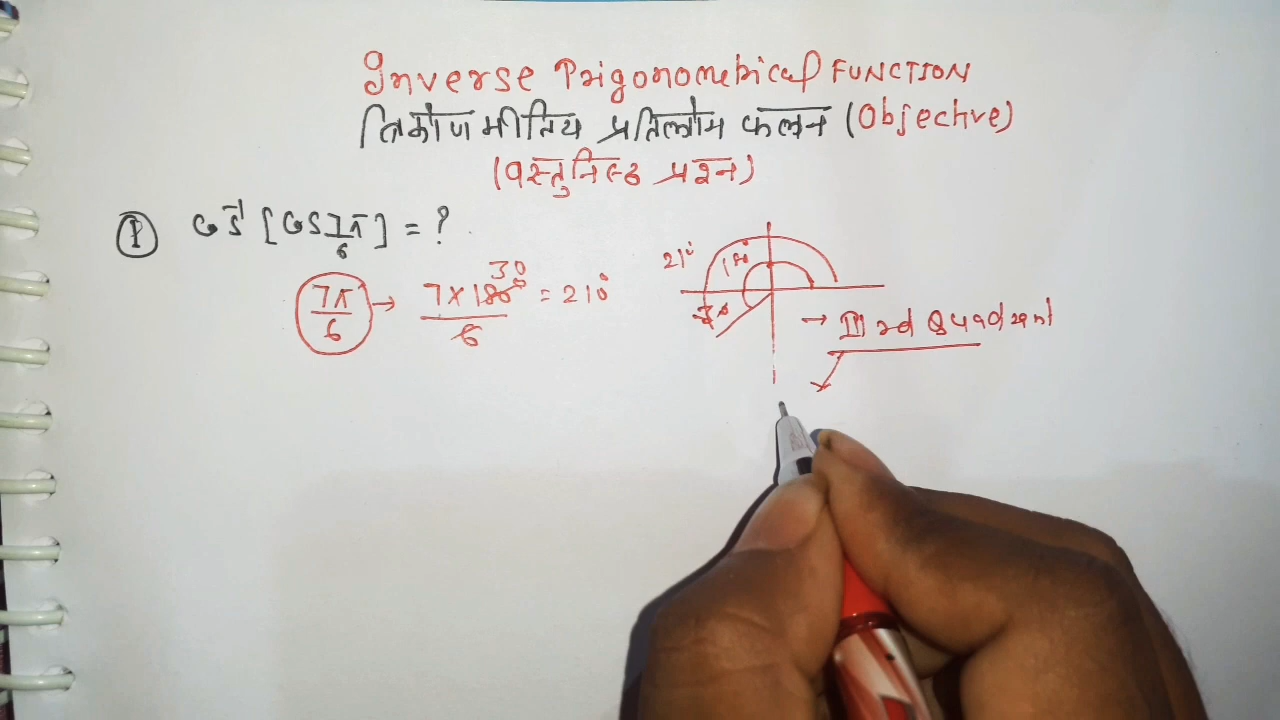 Inverse Trigonometrical FUNCTION
त्रिकोणमीतिय प्रतिलोम फलन (Objective)
(वस्तुनिष्ठ प्रश्न)
① cos⁻¹ [cos 7π/6] = ?
7π/6 → 7×180°/6 = 210°
30
210°
180°
30
→ III rd Quadrant